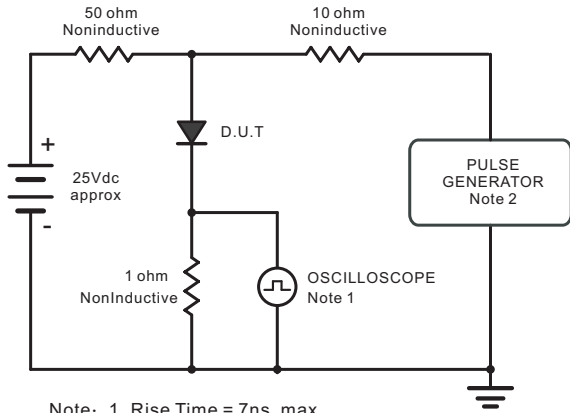 50 ohm
Noninductive
10 ohm
Noninductive
D.U.T
+
25Vdc
approx
-
PULSE
GENERATOR
Note 2
1 ohm
NonInductive
OSCILLOSCOPE
Note 1
Note: 1. Rise Time = 7ns, max.